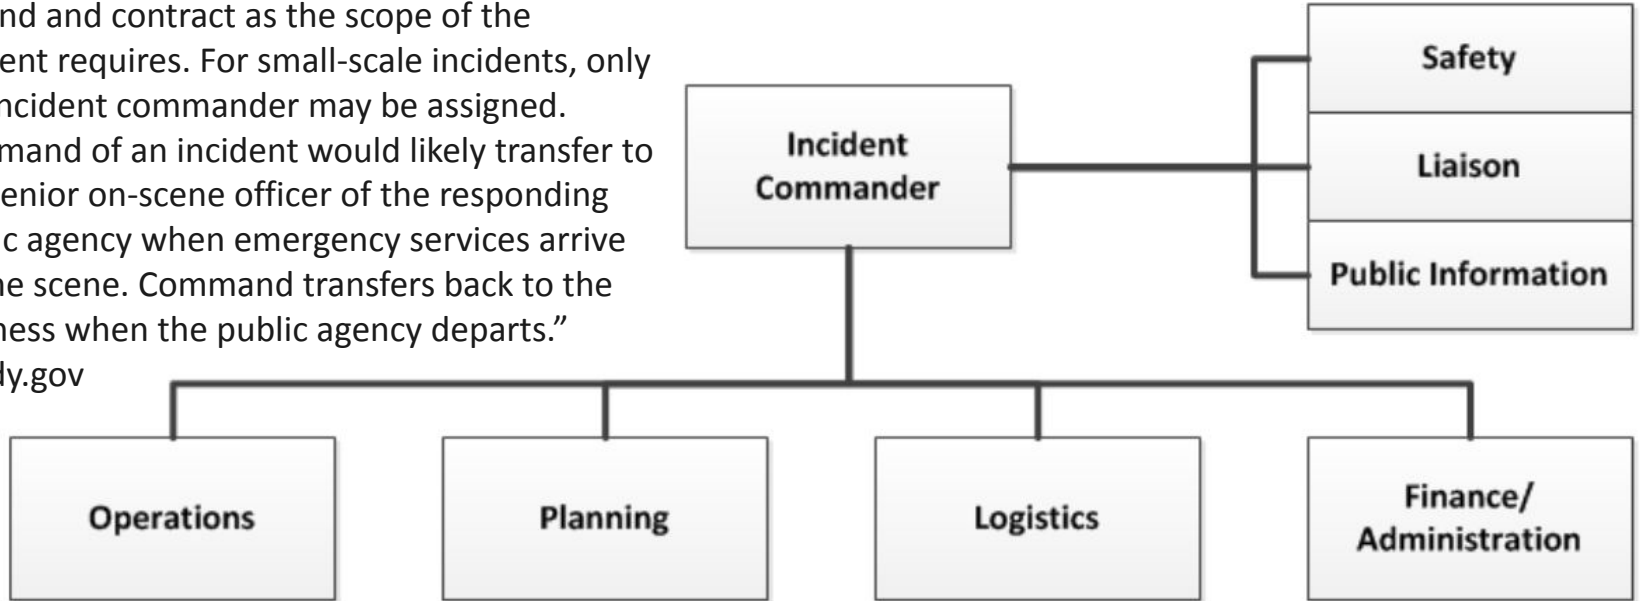 nd and contract as the scope of the
ent requires. For small-scale incidents, only
ncident commander may be assigned.
mand of an incident would likely transfer to
enior on-scene officer of the responding
c agency when emergency services arrive
ne scene. Command transfers back to the
ness when the public agency departs.”
dy.gov
Incident
Commander
Safety
Liaison
Public Information
Operations
Planning
Logistics
Finance/
Administration